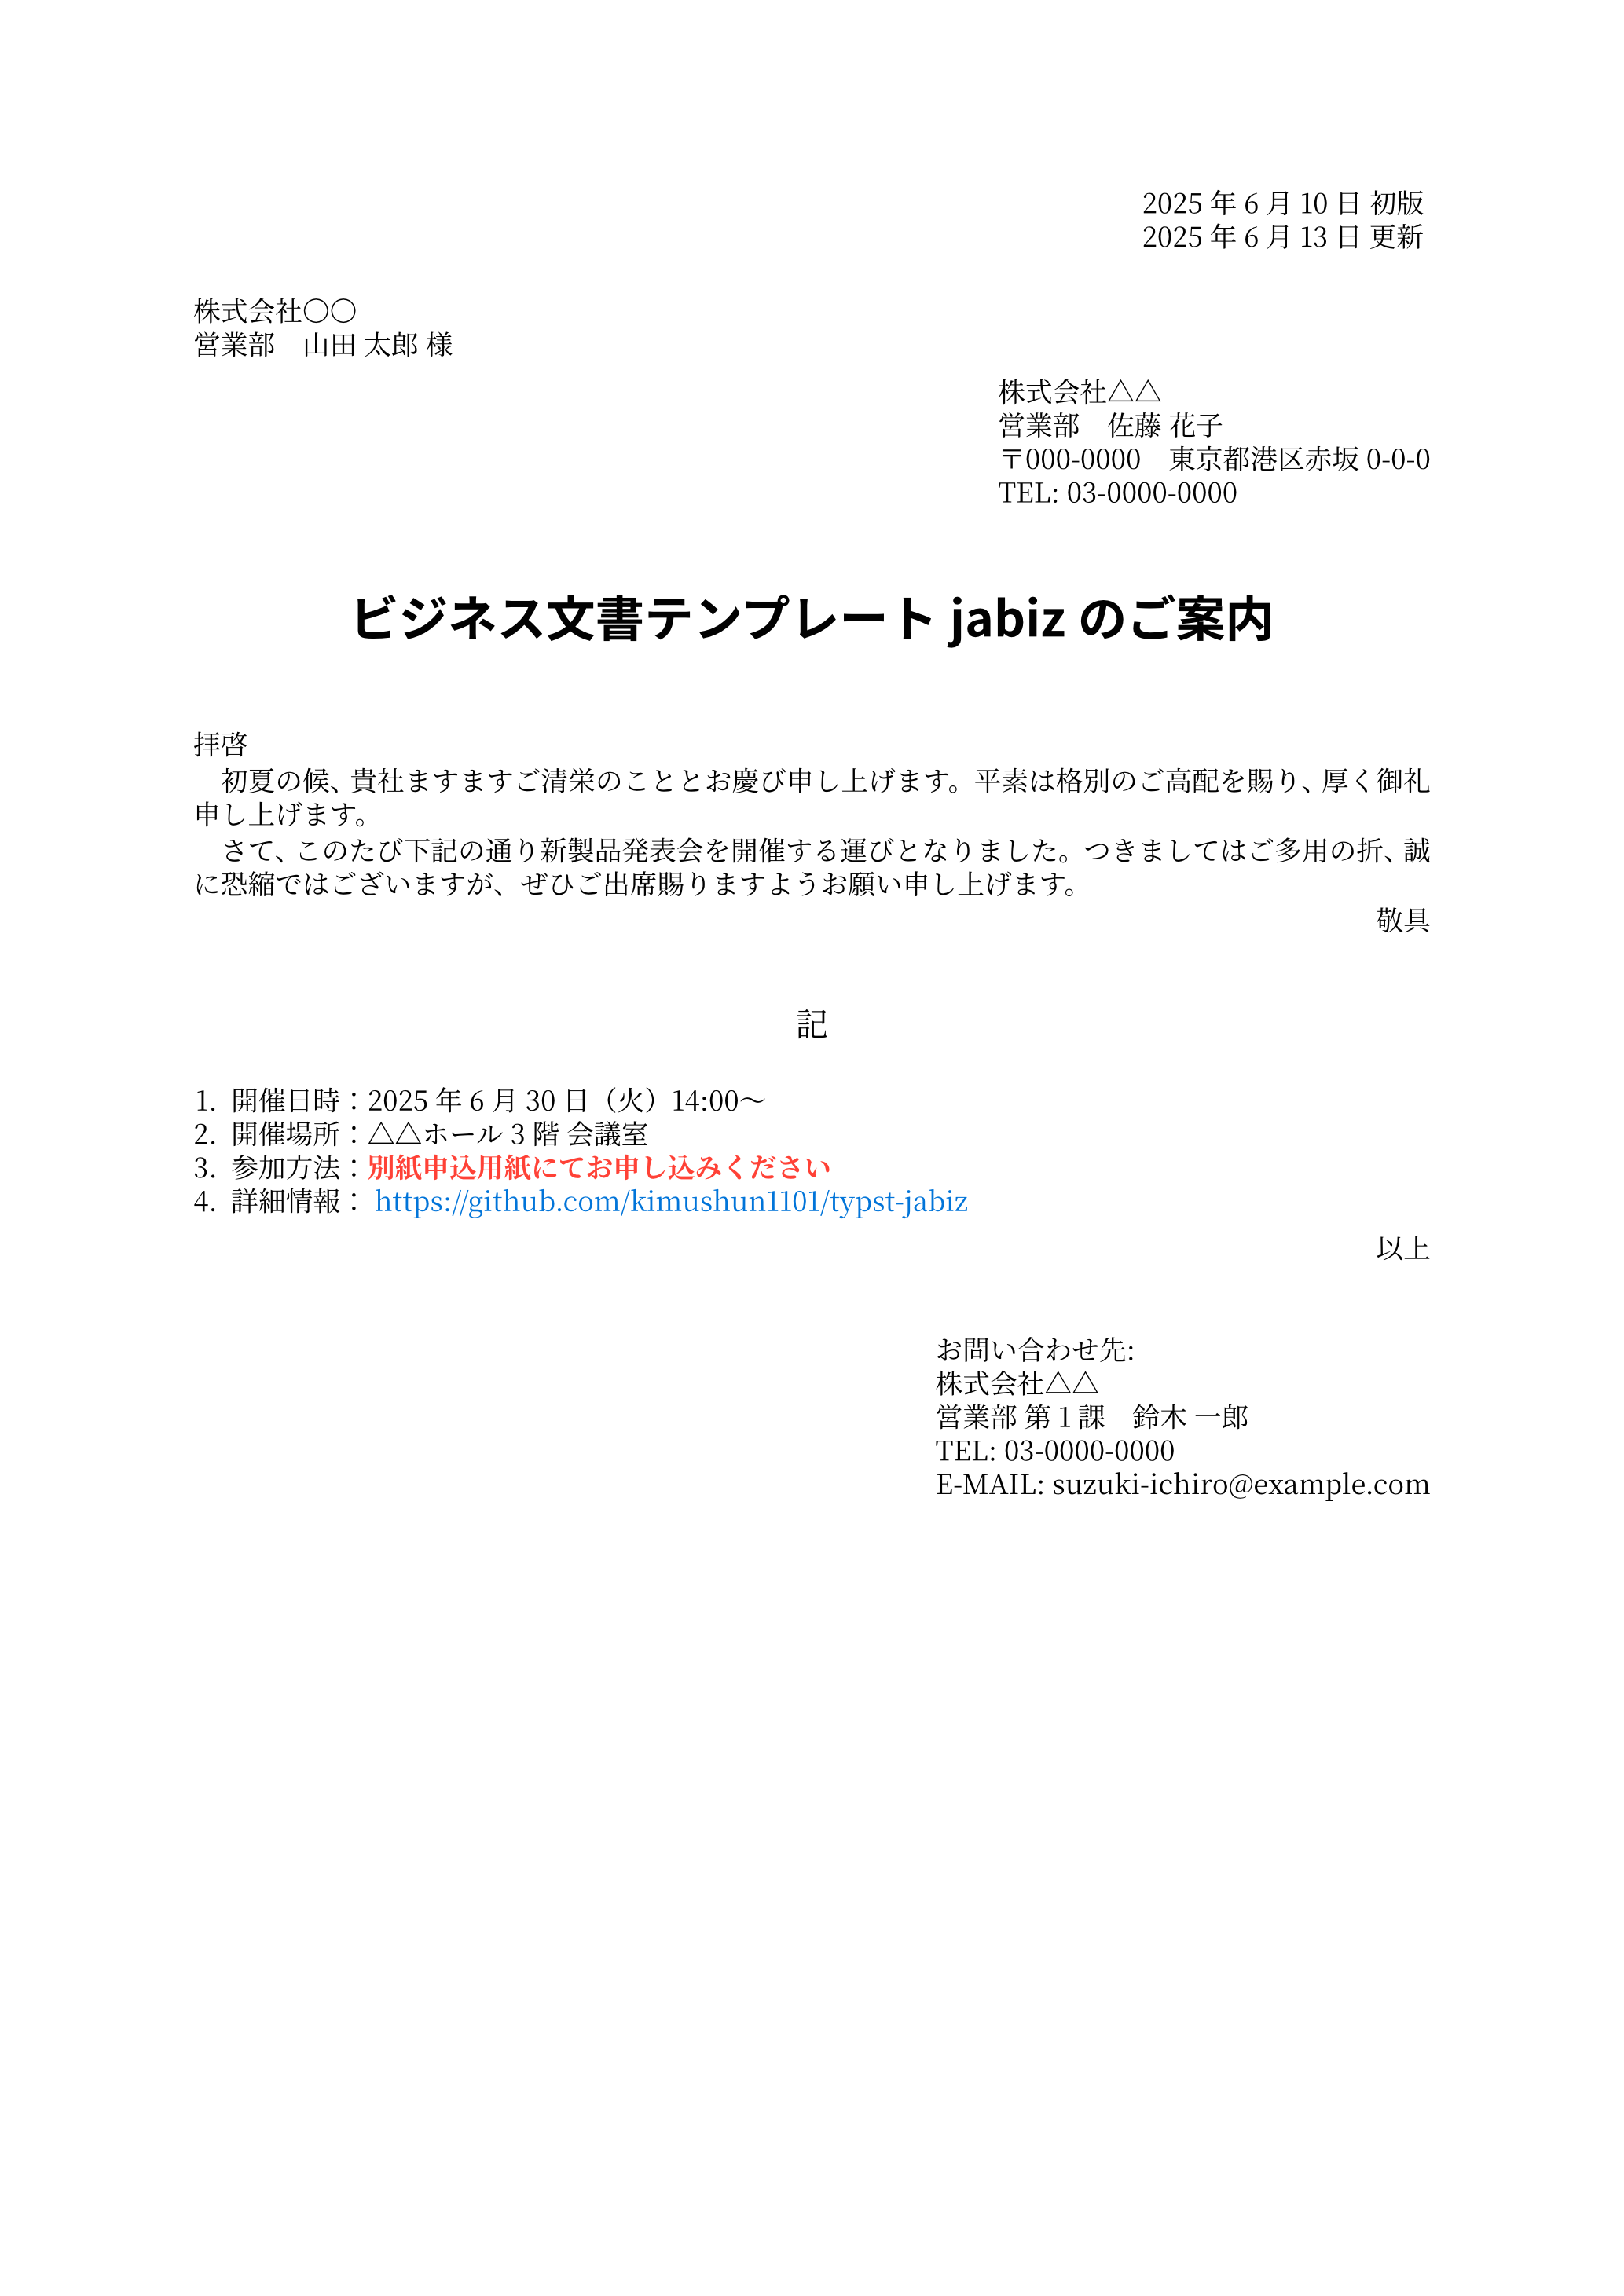 2025 年 6 月 10 日 初版
2025 年 6 月 13 日 更新
株式会社〇〇
営業部　山田 太郎 様
株式会社△△
営業部　佐藤 花子
〒000-0000　東京都港区赤坂 0-0-0
TEL: 03-0000-0000
ビジネス文書テンプレート jabiz のご案内
拝啓
　初夏の候、貴社ますますご清栄のこととお慶び申し上げます。平素は格別のご高配を賜り、厚く御礼
申し上げます。
　さて、このたび下記の通り新製品発表会を開催する運びとなりました。つきましてはご多用の折、誠
に恐縮ではございますが、ぜひご出席賜りますようお願い申し上げます。
敬具
記
1. 開催日時：2025 年 6 月 30 日（火）14:00〜
2. 開催場所：△△ホール 3 階 会議室
3. 参加方法：別紙申込用紙にてお申し込みください
4. 詳細情報： https://github.com/kimushun1101/typst-jabiz
以上
お問い合わせ先:
株式会社△△
営業部 第 1 課　鈴木 一郎
TEL: 03-0000-0000
E-MAIL: suzuki-ichiro@example.com